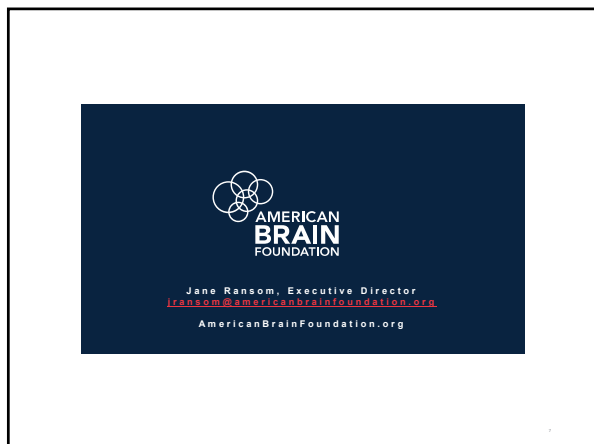 AMERICAN
BRAIN
FOUNDATION
Jane Ransom, Executive Director
jransom@americanbrainfoundation.org
AmericanBrainFoundation.org